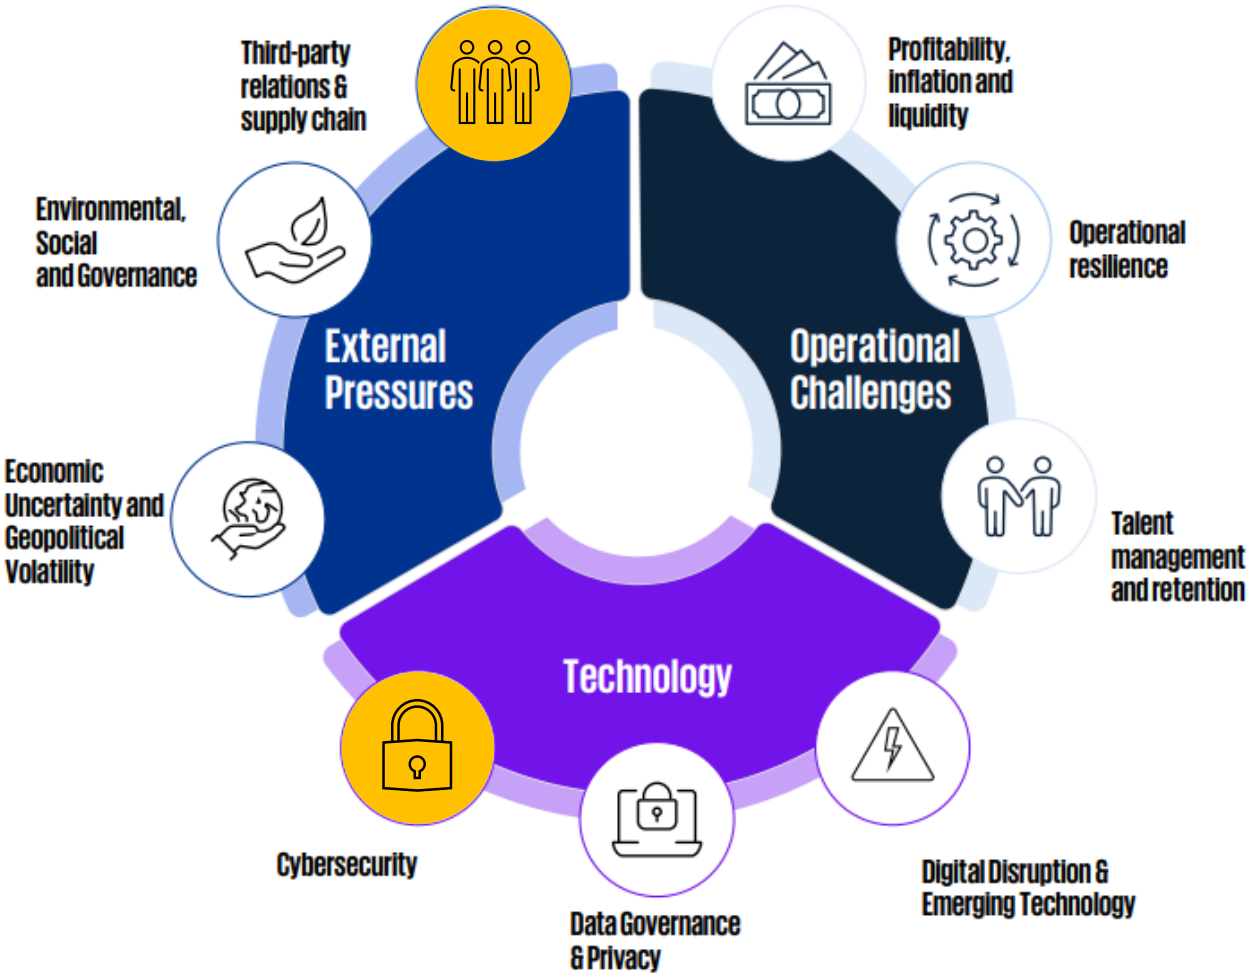 Third-party
relations &
supply chain
Profitability,
inflation and
liquidity
Environmental,
Social
and Governance
Operational
resilience
External
Pressures
Operational
Challenges
Economic
Uncertainty and
Geopolitical
Volatility
Talent
management
and retention
Technology
Cybersecurity
Data Governance
& Privacy
Digital Disruption &
Emerging Technology